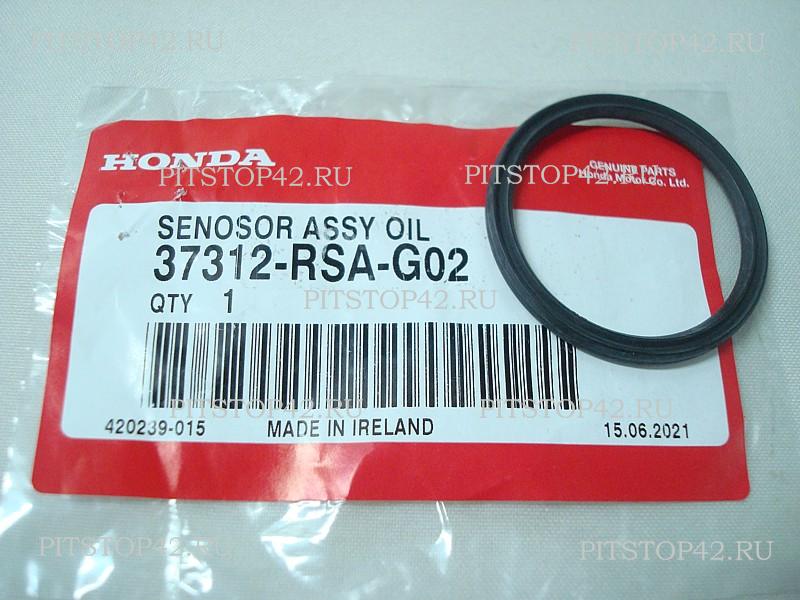 PITSTOP42.RU PITSTOP42.RU
HONDA
GENUINE PARTS
PITSTOP42.RU PITSTOP42.RU
Honda Motor Co., Ltd.
SENOSOR ASSY OIL
37312-RSA-G02
QTY 1 PITSTOP42.RU
PITSTOP42.RU PITSTOP42.RU
420239-015 MADE IN IRELAND 15.06.2021
PITSTOP42.RU PITSTOP42.RU